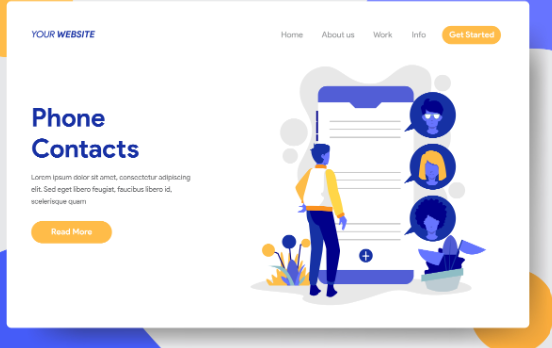 YOUR WEBSITE
Home About us Work Info Get Started
Phone
Contacts
Lorem ipsum dolor sit amet, consectetur adipiscing
elit. Sed eget libero feugiat, faucibus libero id,
scelerisque quam
Read More